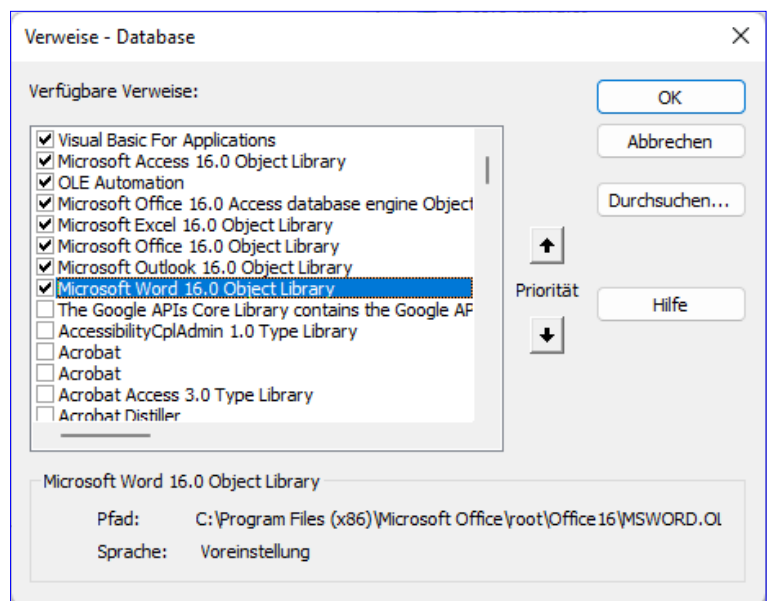 Verweise - Database
Verfügbare Verweise:
OK
Abbrechen
Durchsuchen...
Visual Basic For Applications
Microsoft Access 16.0 Object Library
OLE Automation
Microsoft Office 16.0 Access database engine Object
Microsoft Excel 16.0 Object Library
Microsoft Office 16.0 Object Library
Microsoft Outlook 16.0 Object Library
Microsoft Word 16.0 Object Library
The Google APIs Core Library contains the Google AP
AccessibilityCplAdmin 1.0 Type Library
Acrobat
Acrobat
Acrobat Access 3.0 Type Library
Acrobat Distiller
Priorität
Hilfe
Microsoft Word 16.0 Object Library
Pfad: C:\Program Files (x86)\Microsoft Office\root\Office16\MSWORD.OL
Sprache: Voreinstellung